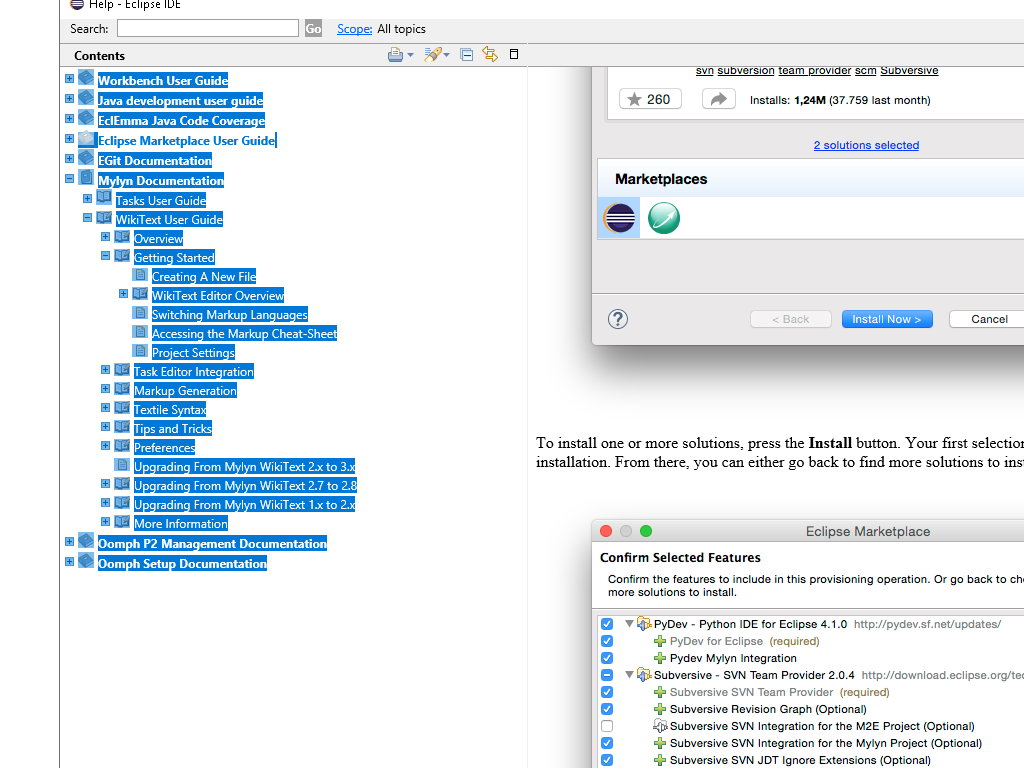 Help - Eclipse IDE
Search: Go Scope: All topics
Contents
Workbench User Guide
Java development user guide
EclEmma Java Code Coverage
Eclipse Marketplace User Guide
EGit Documentation
Mylyn Documentation
Tasks User Guide
WikiText User Guide
Overview
Getting Started
Creating A New File
WikiText Editor Overview
Switching Markup Languages
Accessing the Markup Cheat-Sheet
Project Settings
Task Editor Integration
Markup Generation
Textile Syntax
Tips and Tricks
Preferences
Upgrading From Mylyn WikiText 2.x to 3.x
Upgrading From Mylyn WikiText 2.7 to 2.8
Upgrading From Mylyn WikiText 1.x to 2.x
More Information
Oomph P2 Management Documentation
Oomph Setup Documentation
svn subversion team provider scm Subversive
260 Installs: 1,24M (37.759 last month)
2 solutions selected
Marketplaces
? < Back Install Now > Cancel
To install one or more solutions, press the Install button. Your first selection
installation. From there, you can either go back to find more solutions to
Eclipse Marketplace
Confirm Selected Features
Confirm the features to include in this provisioning operation. Or go back to
more solutions to install.
PyDev - Python IDE for Eclipse 4.1.0 http://pydev.sf.net/updates/
PyDev for Eclipse (required)
Pydev Mylyn Integration
Subversive - SVN Team Provider 2.0.4 http://download.eclipse.org/tec
Subversive SVN Team Provider (required)
Subversive Revision Graph (Optional)
Subversive SVN Integration for the M2E Project (Optional)
Subversive SVN Integration for the Mylyn Project (Optional)
Subversive SVN JDT Ignore Extensions (Optional)